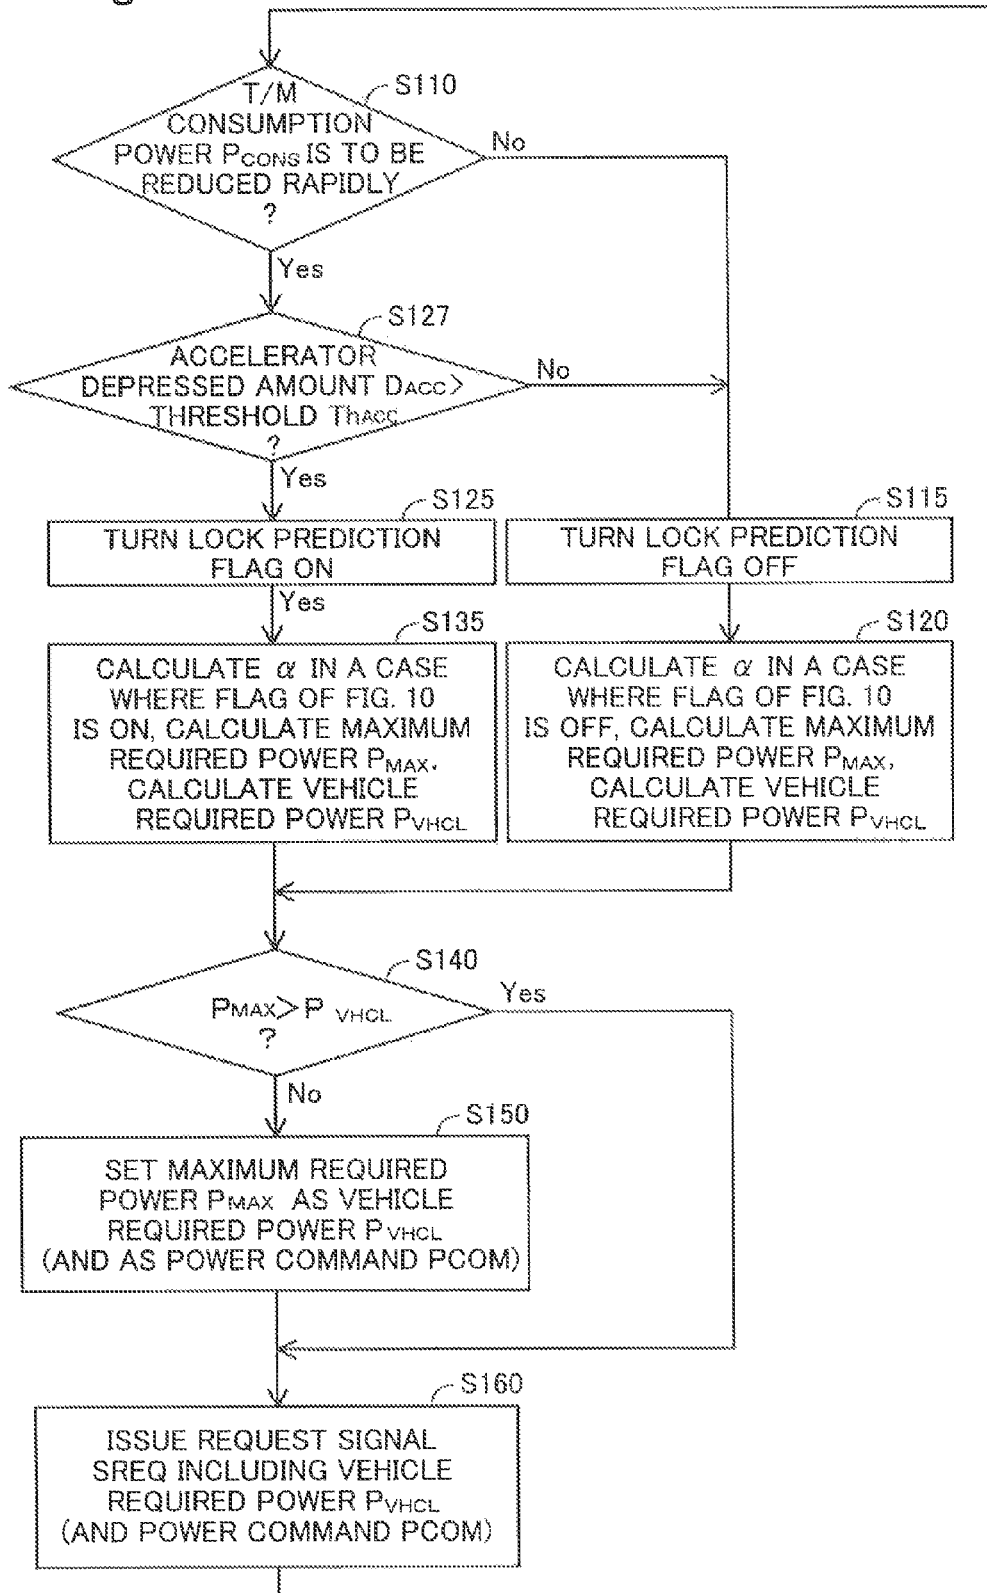 S110
T/M
CONSUMPTION
POWER PCONS IS TO BE
REDUCED RAPIDLY
?
No
Yes
S127
ACCELERATOR
DEPRESSED AMOUNT DACC>
THRESHOLD ThACC
?
No
Yes
S125
TURN LOCK PREDICTION
FLAG ON
S115
TURN LOCK PREDICTION
FLAG OFF
Yes
S135
CALCULATE α IN A CASE
WHERE FLAG OF FIG. 10
IS ON, CALCULATE MAXIMUM
REQUIRED POWER PMAX,
CALCULATE VEHICLE
REQUIRED POWER PVHCL
S120
CALCULATE α IN A CASE
WHERE FLAG OF FIG. 10
IS OFF, CALCULATE MAXIMUM
REQUIRED POWER PMAX,
CALCULATE VEHICLE
REQUIRED POWER PVHCL
S140
PMAX>P VHCL
?
Yes
No
S150
SET MAXIMUM REQUIRED
POWER PMAX AS VEHICLE
REQUIRED POWER PVHCL
(AND AS POWER COMMAND PCOM)
S160
ISSUE REQUEST SIGNAL
SREQ INCLUDING VEHICLE
REQUIRED POWER PVHCL
(AND POWER COMMAND PCOM)